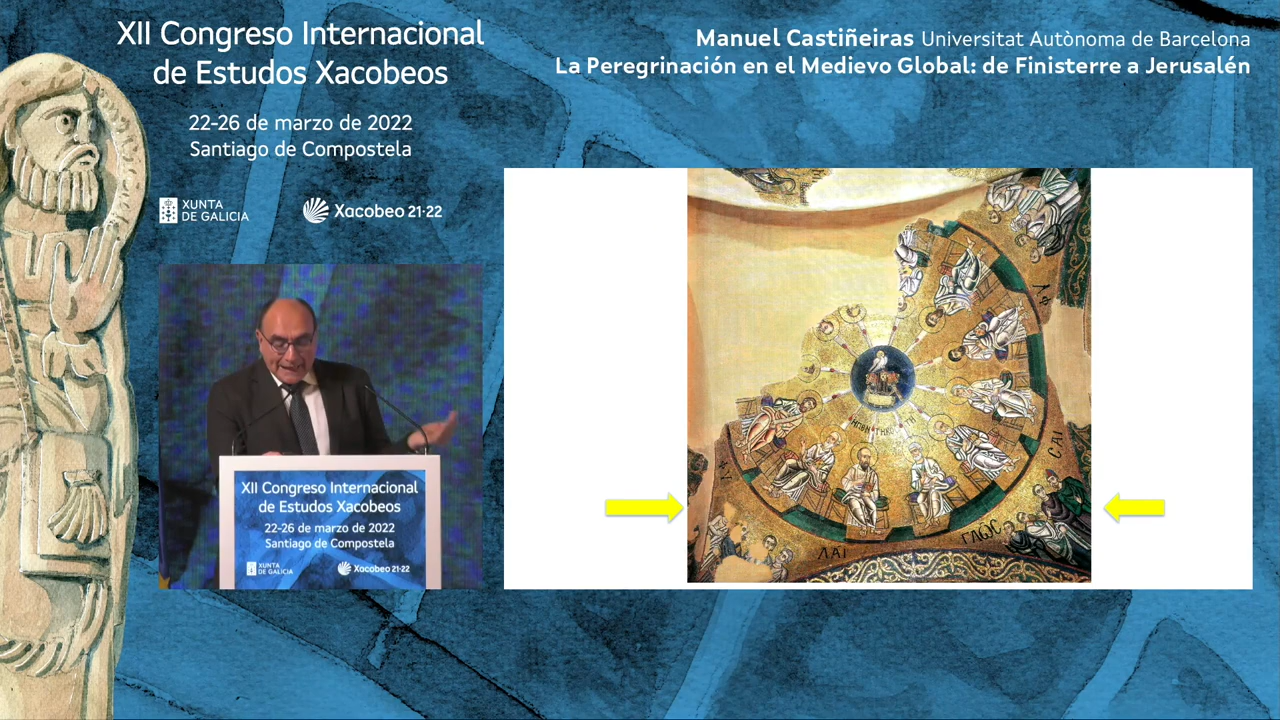 XII Congreso Internacional
de Estudos Xacobeos
22-26 de marzo de 2022
Santiago de Compostela
XUNTA
DE GALICIA
Xacobeo 21·22
Manuel Castiñeiras Universitat Autònoma de Barcelona
La Peregrinación en el Medievo Global: de Finisterre a Jerusalén
XII Congreso Internacional
de Estudos Xacobeos
22-26 de marzo de 2022
Santiago de Compostela
XUNTA
DE GALICIA
Xacobeo 21·22
ΛΑΙ
ΓΛΩC
CΑΙ